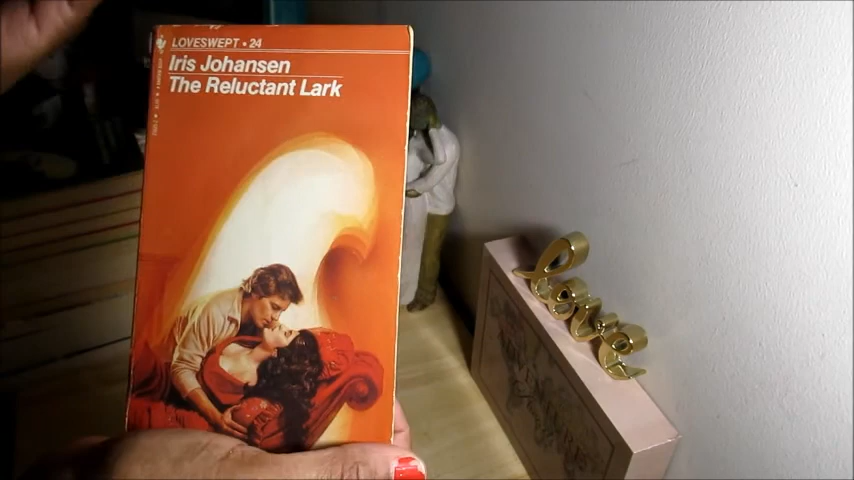 LOVESWEPT • 24
Iris Johansen
The Reluctant Lark
Love